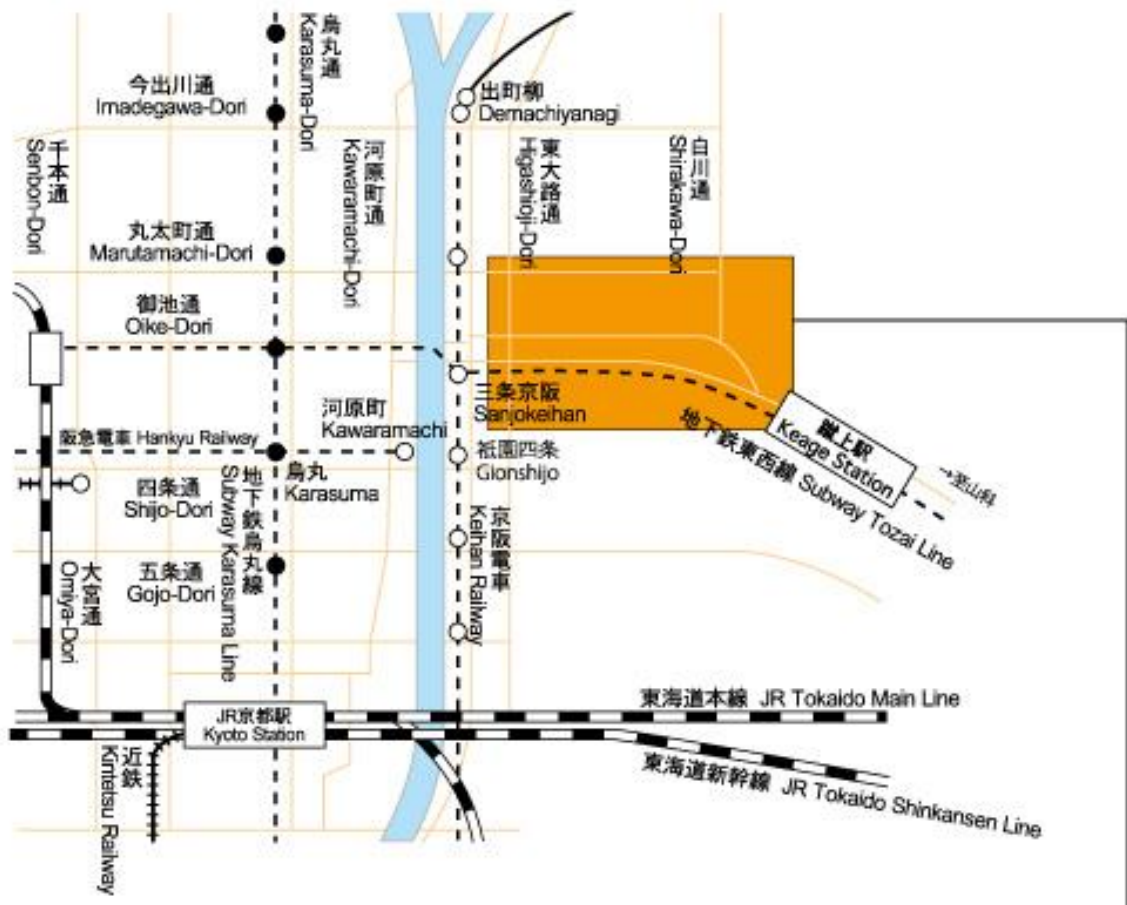 烏丸通
Karasuma-Dori
今出川通
Imadegawa-Dori
出町柳
Demachiyanagi
千本通
Senbon-Dori
河原町通
Kawaramachi-Dori
東大路通
Higashioji-Dori
白川通
Shirakawa-Dori
丸太町通
Marutamachi-Dori
御池通
Oike-Dori
三条京阪
Sanjokeihan
河原町
Kawaramachi
阪急電車 Hankyu Railway
烏丸
Karasuma
祇園四条
Gionshijo
蹴上駅
Keage Station
地下鉄東西線 Subway Tozai Line
四条通
Shijo-Dori
地下鉄烏丸線
Subway Karasuma Line
京阪電車
Keihan Railway
五条通
Gojo-Dori
大宮通
Omiya-Dori
JR京都駅
Kyoto Station
東海道本線 JR Tokaido Main Line
東海道新幹線 JR Tokaido Shinkansen Line
近鉄
Kintatsu Railway